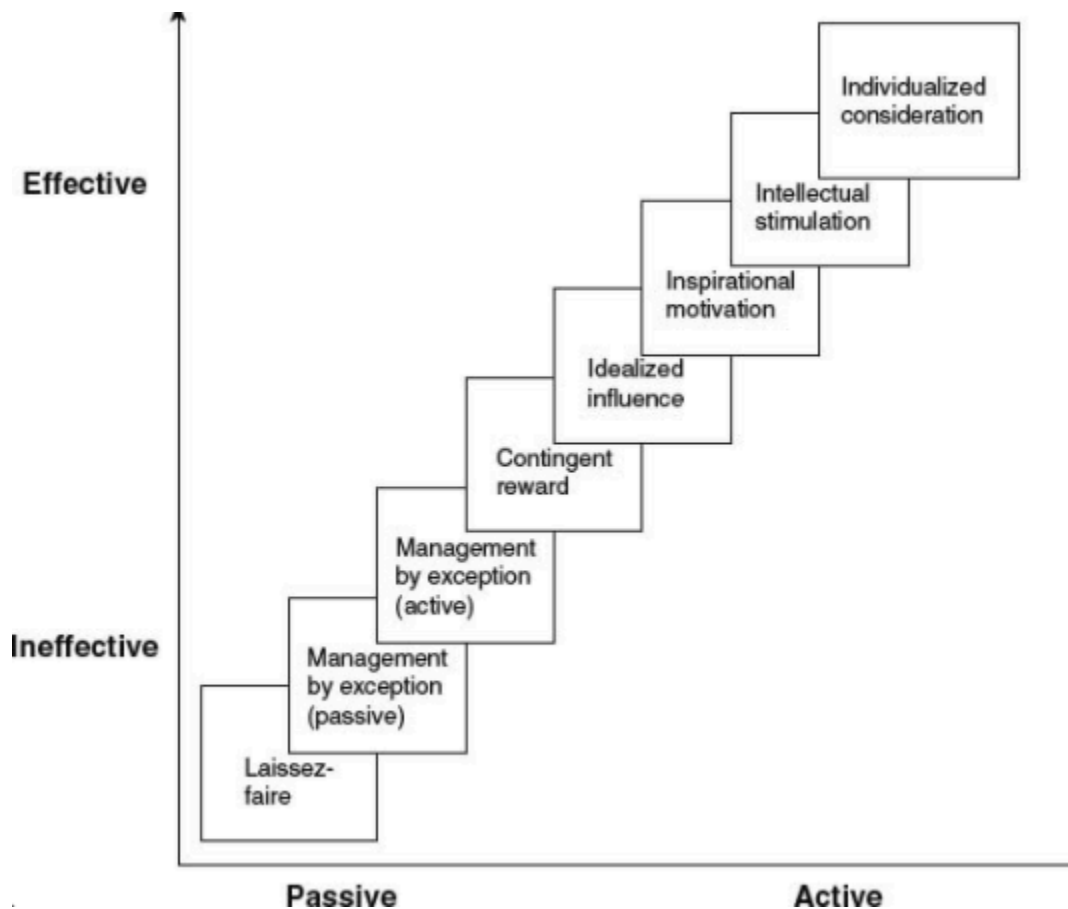 Individualized
consideration
Effective
Intellectual
stimulation
Inspirational
motivation
Idealized
influence
Contingent
reward
Management
by exception
(active)
Ineffective
Management
by exception
(passive)
Laissez-
faire
Passive
Active